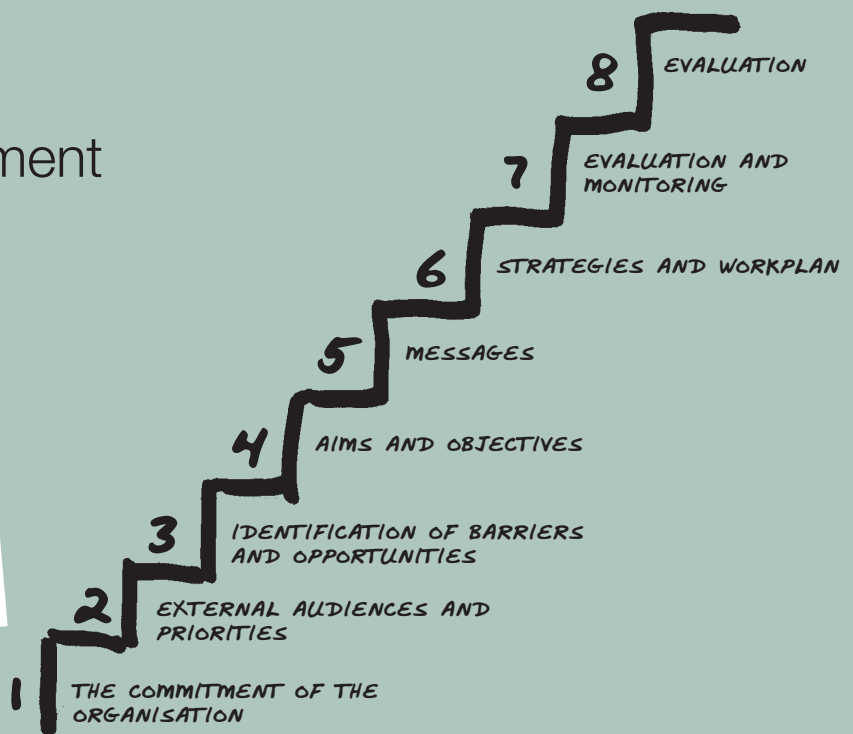 8
EVALUATION
7
EVALUATION AND
MONITORING
6
STRATEGIES AND WORKPLAN
5
MESSAGES
4
AIMS AND OBJECTIVES
3
IDENTIFICATION OF BARRIERS
AND OPPORTUNITIES
2
EXTERNAL AUDIENCES AND
PRIORITIES
1
THE COMMITMENT OF THE
ORGANISATION